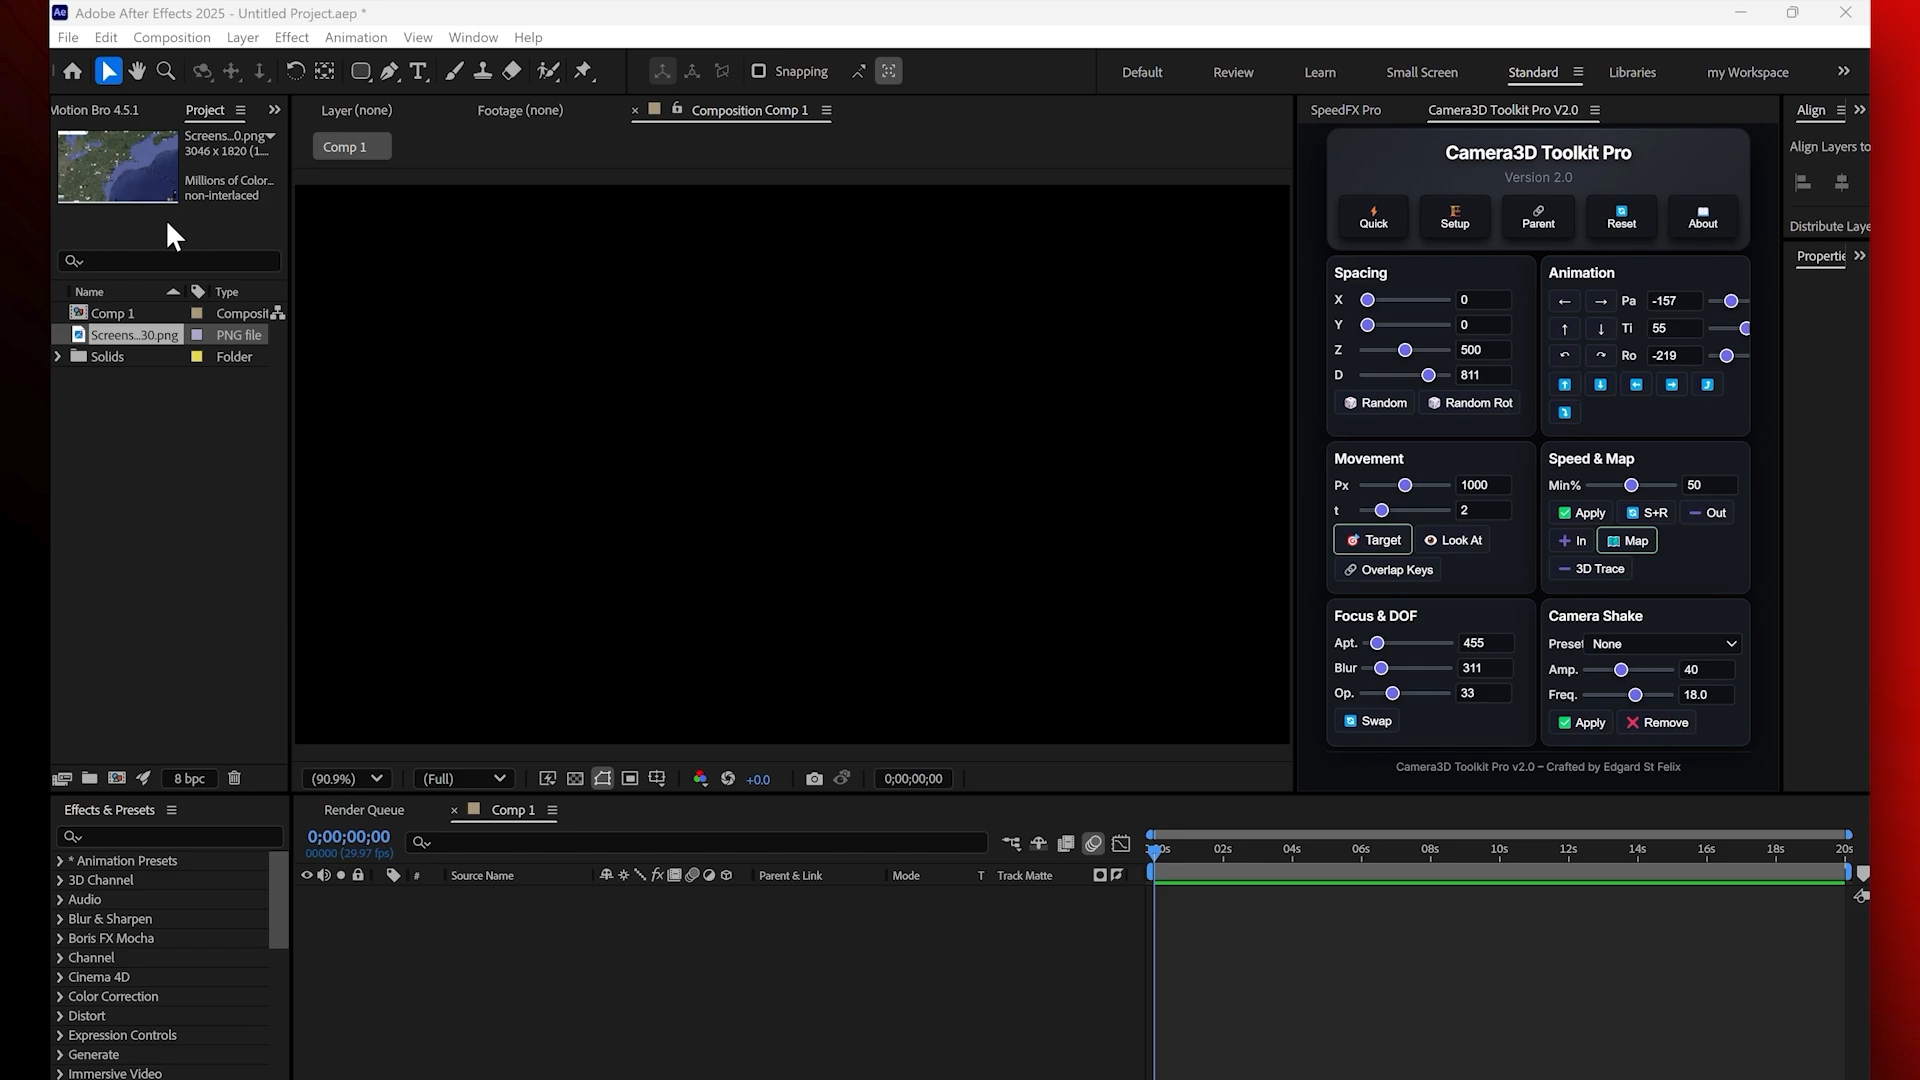 Adobe After Effects 2025 - Untitled Project.aep *
File Edit Composition Layer Effect Animation View Window Help
Snapping
Default Review Learn Small Screen Standard Libraries my Workspace
Motion Bro 4.5.1 Project
Layer (none) Footage (none) Composition Comp 1
SpeedFX Pro Camera3D Toolkit Pro V2.0
Align
Screens...0.png
3046 x 1820 (1...
Millions of Color...
non-interlaced
Comp 1
Align Layers to
Distribute Laye
Propertie
Name Type
Comp 1 Composit
Screens...30.png PNG file
Solids Folder
Camera3D Toolkit Pro
Version 2.0
Quick Setup Parent Reset About
Spacing
X 0
Y 0
Z 500
D 811
Random Random Rot
Animation
Pa -157
Ti 55
Ro -219
Movement
Px 1000
t 2
Target Look At
Overlap Keys
Speed & Map
Min% 50
Apply S+R Out
In Map
3D Trace
Focus & DOF
Apt. 455
Blur 311
Op. 33
Swap
Camera Shake
Preset None
Amp. 40
Freq. 18.0
Apply Remove
Camera3D Toolkit Pro v2.0 – Crafted by Edgard St Felix
8 bpc
(90.9%) (Full) +0.0 0;00;00;00
Effects & Presets
* Animation Presets
3D Channel
Audio
Blur & Sharpen
Boris FX Mocha
Channel
Cinema 4D
Color Correction
Distort
Expression Controls
Generate
Immersive Video
Render Queue Comp 1
0;00;00;00
00000 (29.97 fps)
# Source Name Parent & Link Mode T Track Matte
02s 04s 06s 08s 10s 12s 14s 16s 18s 20s